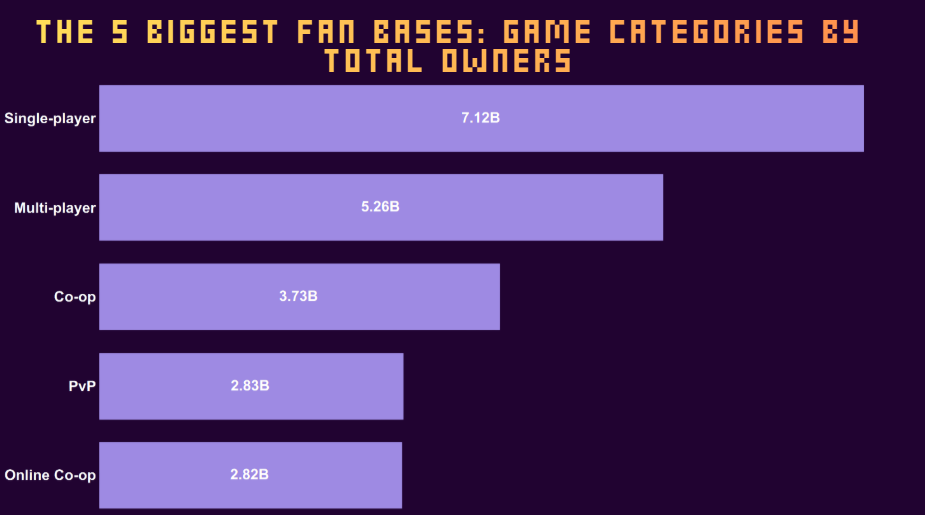 THE 5 BIGGEST FAN BASES: GAME CATEGORIES BY
TOTAL OWNERS
Single-player
7.12B
Multi-player
5.26B
Co-op
3.73B
PvP
2.83B
Online Co-op
2.82B